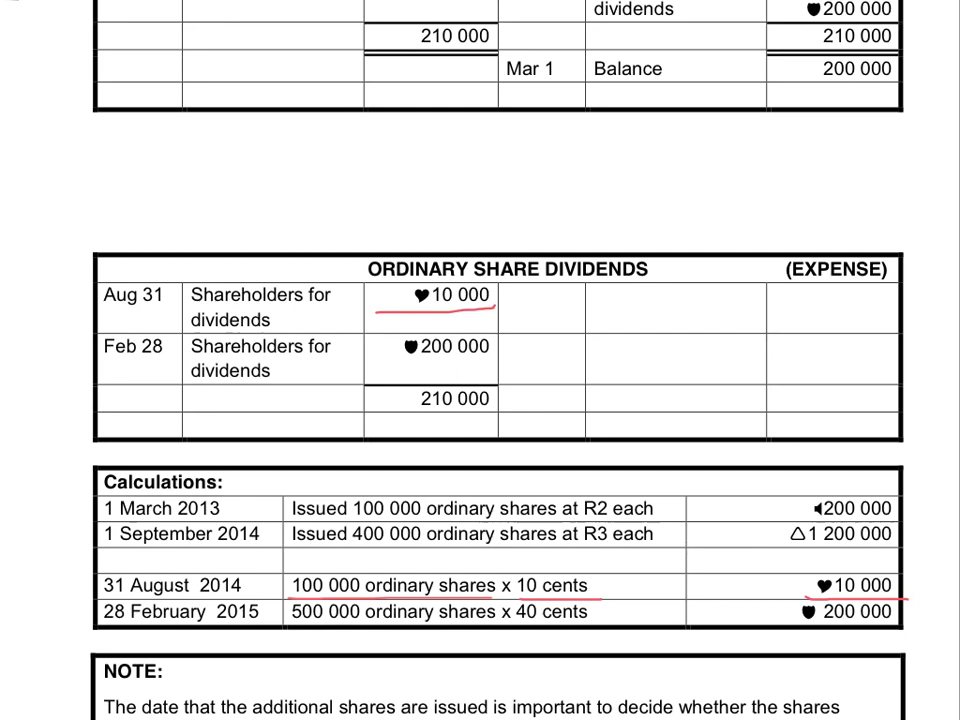 dividends 200 000
210 000 210 000
Mar 1 Balance 200 000
ORDINARY SHARE DIVIDENDS (EXPENSE)
Aug 31 Shareholders for 10 000
dividends
Feb 28 Shareholders for 200 000
dividends
210 000
Calculations:
1 March 2013 Issued 100 000 ordinary shares at R2 each 200 000
1 September 2014 Issued 400 000 ordinary shares at R3 each 1 200 000
31 August 2014 100 000 ordinary shares x 10 cents 10 000
28 February 2015 500 000 ordinary shares x 40 cents 200 000
NOTE:
The date that the additional shares are issued is important to decide whether the shares